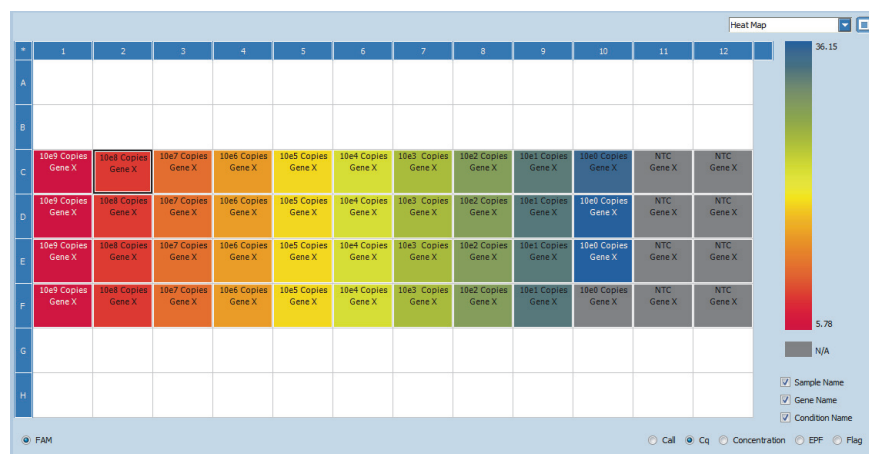 Heat Map
* 1 2 3 4 5 6 7 8 9 10 11 12
36.15
A
B
10e9 Copies 10e8 Copies 10e7 Copies 10e6 Copies 10e5 Copies 10e4 Copies 10e3 Copies 10e2 Copies 10e1 Copies 10e0 Copies NTC NTC
C Gene X Gene X Gene X Gene X Gene X Gene X Gene X Gene X Gene X Gene X Gene X Gene X
10e9 Copies 10e8 Copies 10e7 Copies 10e6 Copies 10e5 Copies 10e4 Copies 10e3 Copies 10e2 Copies 10e1 Copies 10e0 Copies NTC NTC
D Gene X Gene X Gene X Gene X Gene X Gene X Gene X Gene X Gene X Gene X Gene X Gene X
10e9 Copies 10e8 Copies 10e7 Copies 10e6 Copies 10e5 Copies 10e4 Copies 10e3 Copies 10e2 Copies 10e1 Copies 10e0 Copies NTC NTC
E Gene X Gene X Gene X Gene X Gene X Gene X Gene X Gene X Gene X Gene X Gene X Gene X
10e9 Copies 10e8 Copies 10e7 Copies 10e6 Copies 10e5 Copies 10e4 Copies 10e3 Copies 10e2 Copies 10e1 Copies 10e0 Copies NTC NTC
F Gene X Gene X Gene X Gene X Gene X Gene X Gene X Gene X Gene X Gene X Gene X Gene X
5.78
G
N/A
H
Sample Name
Gene Name
Condition Name
FAM
Call Cq Concentration EPF Flag